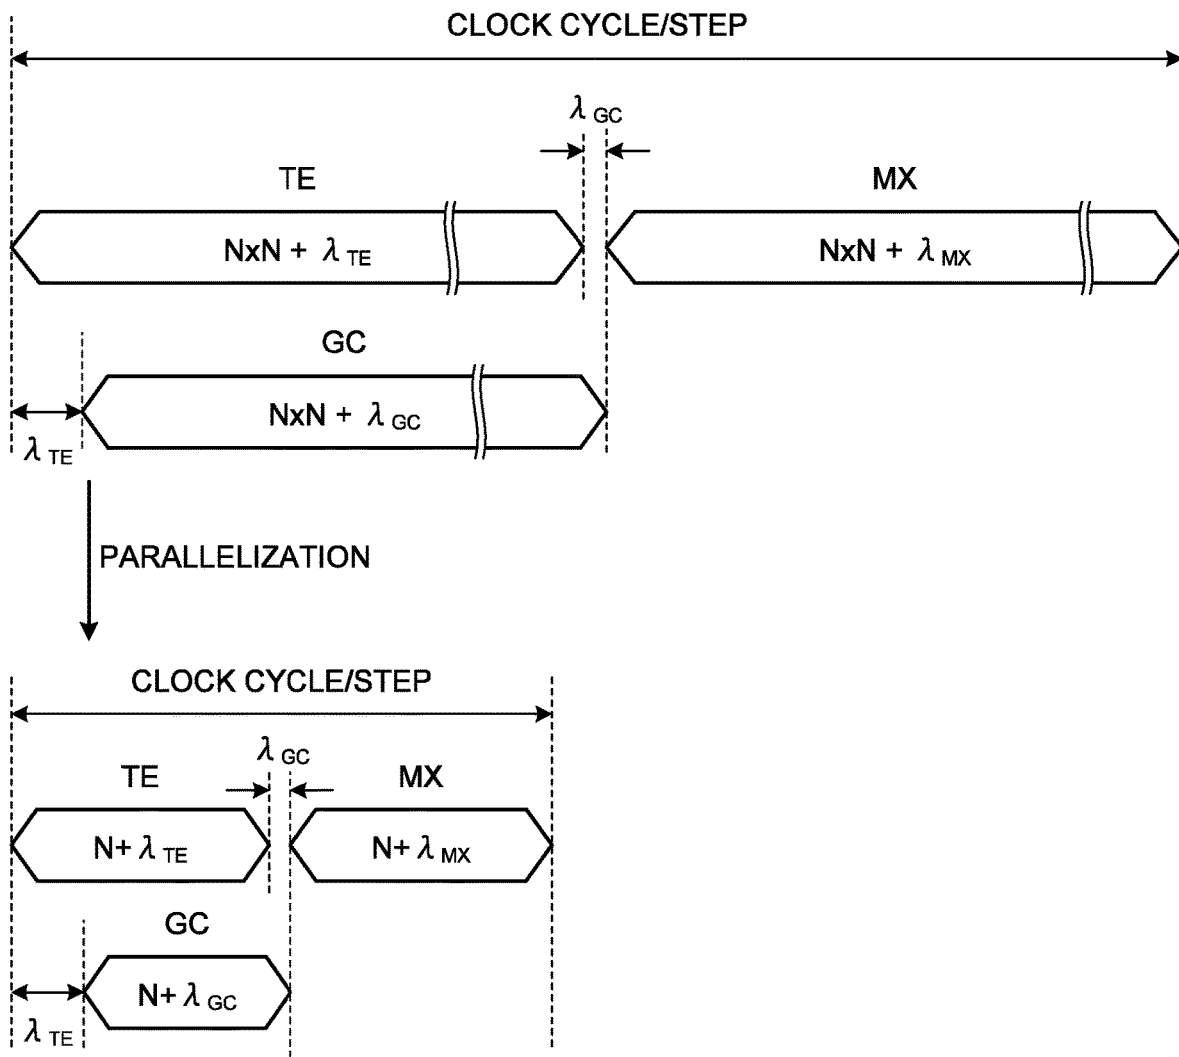 CLOCK CYCLE/STEP
λ GC
TE
MX
NxN + λ TE
NxN + λ MX
GC
NxN + λ GC
λ TE
PARALLELIZATION
CLOCK CYCLE/STEP
λ GC
TE
MX
N+ λ TE
N+ λ MX
GC
N+ λ GC
λ TE